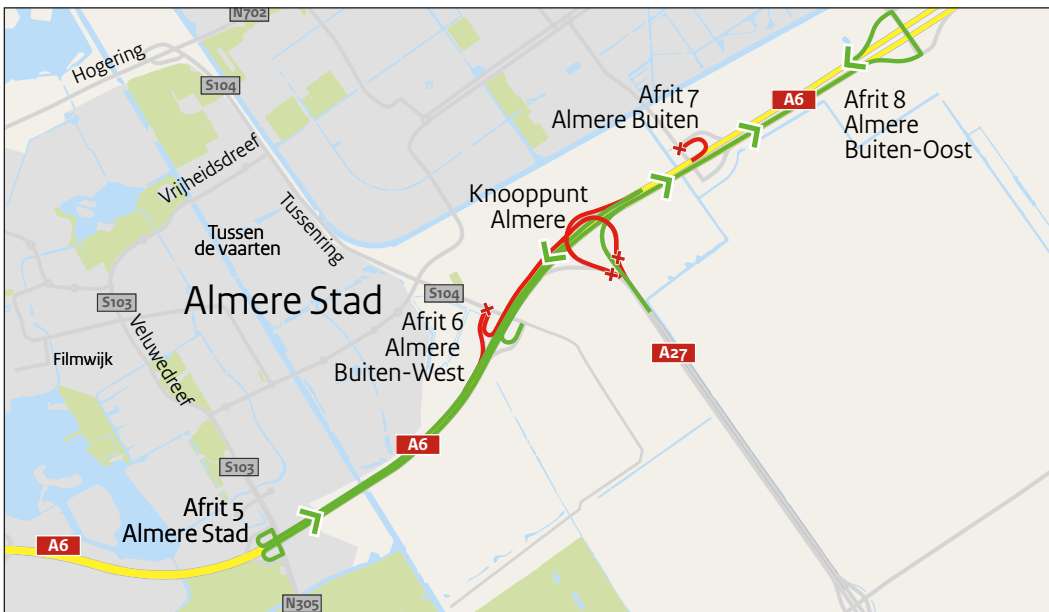 N702
Hogering
S104
Vrijheidsdreef
Tussenring
Tussen
de vaarten
Almere Stad
S103
Veluwedreef
Filmwijk
S103
Afrit 5
Almere Stad
A6
N305
A6
S104
Afrit 6
Almere
Buiten-West
Knooppunt
Almere
Afrit 7
Almere Buiten
A6
Afrit 8
Almere
Buiten-Oost
A27